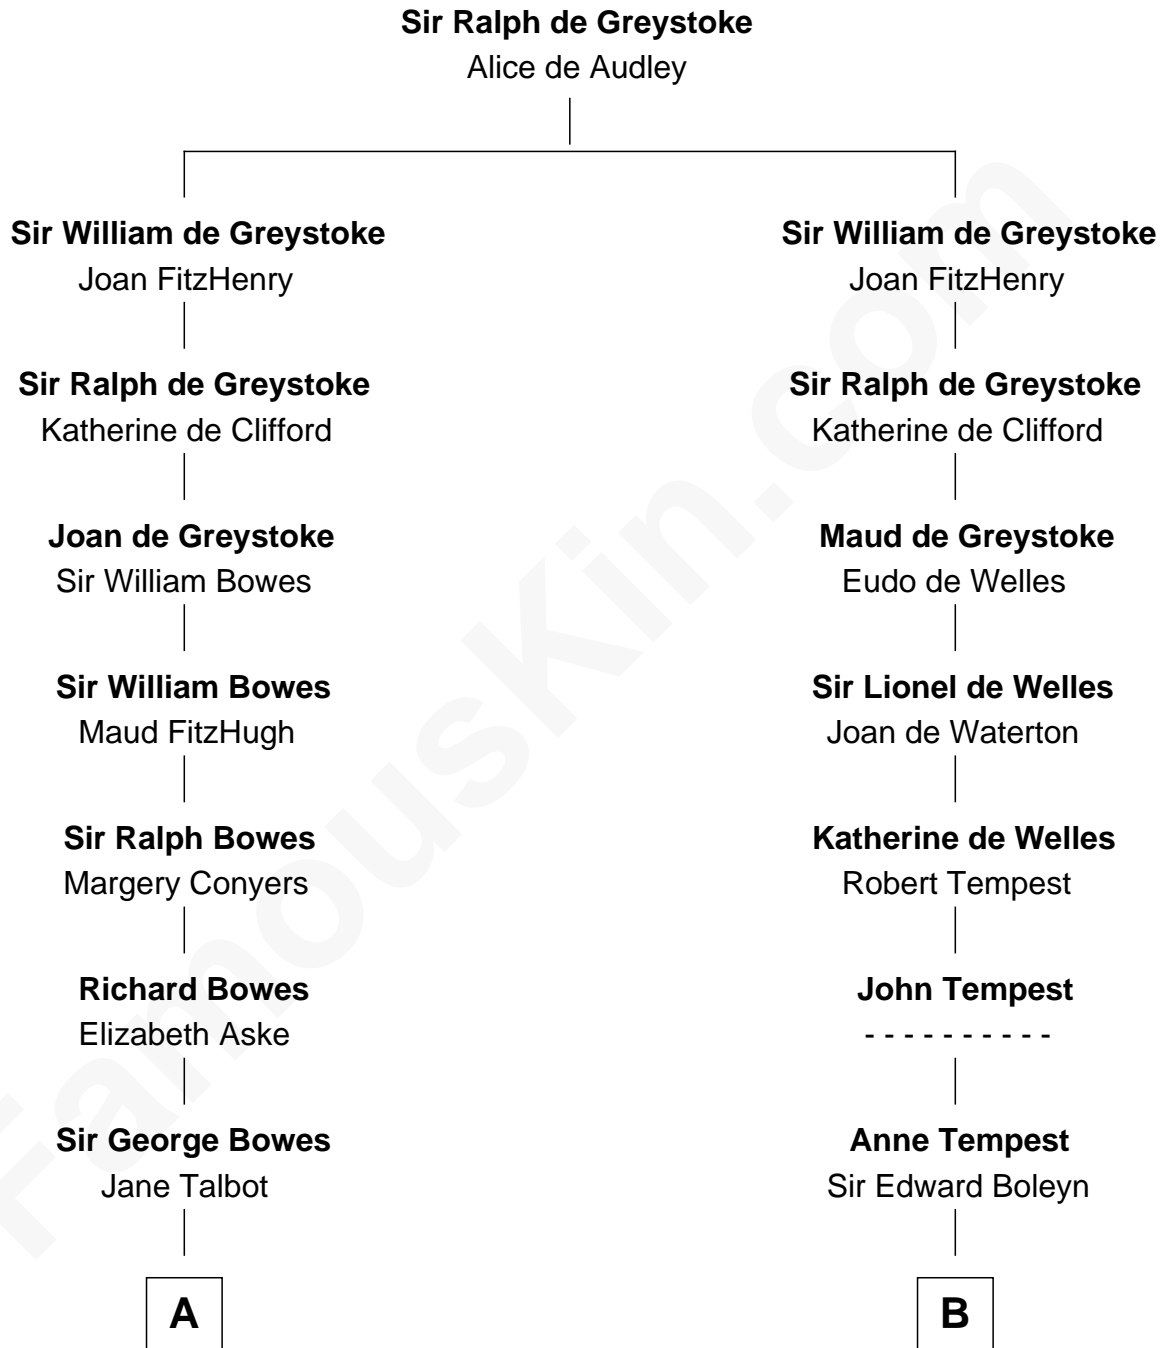 Sir Ralph de Greystoke
Alice de Audley
Sir William de Greystoke
Joan FitzHenry
Sir Ralph de Greystoke
Katherine de Clifford
Joan de Greystoke
Sir William Bowes
Sir William Bowes
Maud FitzHugh
Sir Ralph Bowes
Margery Conyers
Richard Bowes
Elizabeth Aske
Sir George Bowes
Jane Talbot
A
Sir William de Greystoke
Joan FitzHenry
Sir Ralph de Greystoke
Katherine de Clifford
Maud de Greystoke
Eudo de Welles
Sir Lionel de Welles
Joan de Waterton
Katherine de Welles
Robert Tempest
John Tempest
- - - - - - - - - -
Anne Tempest
Sir Edward Boleyn
B
FamousKin.com